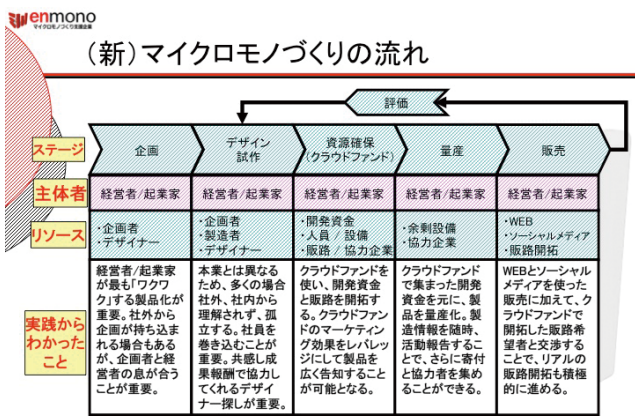 enmono
マイクロモノづくり支援企業
(新)マイクロモノづくりの流れ
評価
ステージ
企画
デザイン
試作
資源確保
(クラウドファンド)
量産
販売
主体者
経営者/起業家
経営者/起業家
経営者/起業家
経営者/起業家
経営者/起業家
リソース
・企画者
・デザイナー
・企画者
・製造者
・デザイナー
・開発資金
・人員 / 設備
・販路 / 協力企業
・余剰設備
・協力企業
・WEB
・ソーシャルメディア
・販路開拓
実践から
わかった
こと
経営者/起業家
が最も「ワクワ
ク」する製品化が
重要。社外から
企画が持ち込ま
れる場合もある
が、企画者と経
営者の息が合う
ことが重要。
本業とは異なる
ため、多くの場合
社外、社内から
理解されず、孤
立する。社員を
巻き込むことが
重要。共感し成
果報酬で協力し
てくれるデザイ
ナー探しが重要。
クラウドファンドを
使い、開発資金
と販路を開拓す
る。クラウドファン
ドのマーケティン
グ効果をレバレッ
ジにして製品を
広く告知すること
が可能となる。
クラウドファンド
で集まった開発
資金を元に、製
品を量産化。製
造情報を随時、
活動報告するこ
とで、さらに寄付
と協力者を集め
ることができる。
WEBとソーシャル
メディアを使った
販売に加えて、ク
ラウドファンドで
開拓した販路希
望者と交渉する
ことで、リアルの
販路開拓も積極
的に進める。